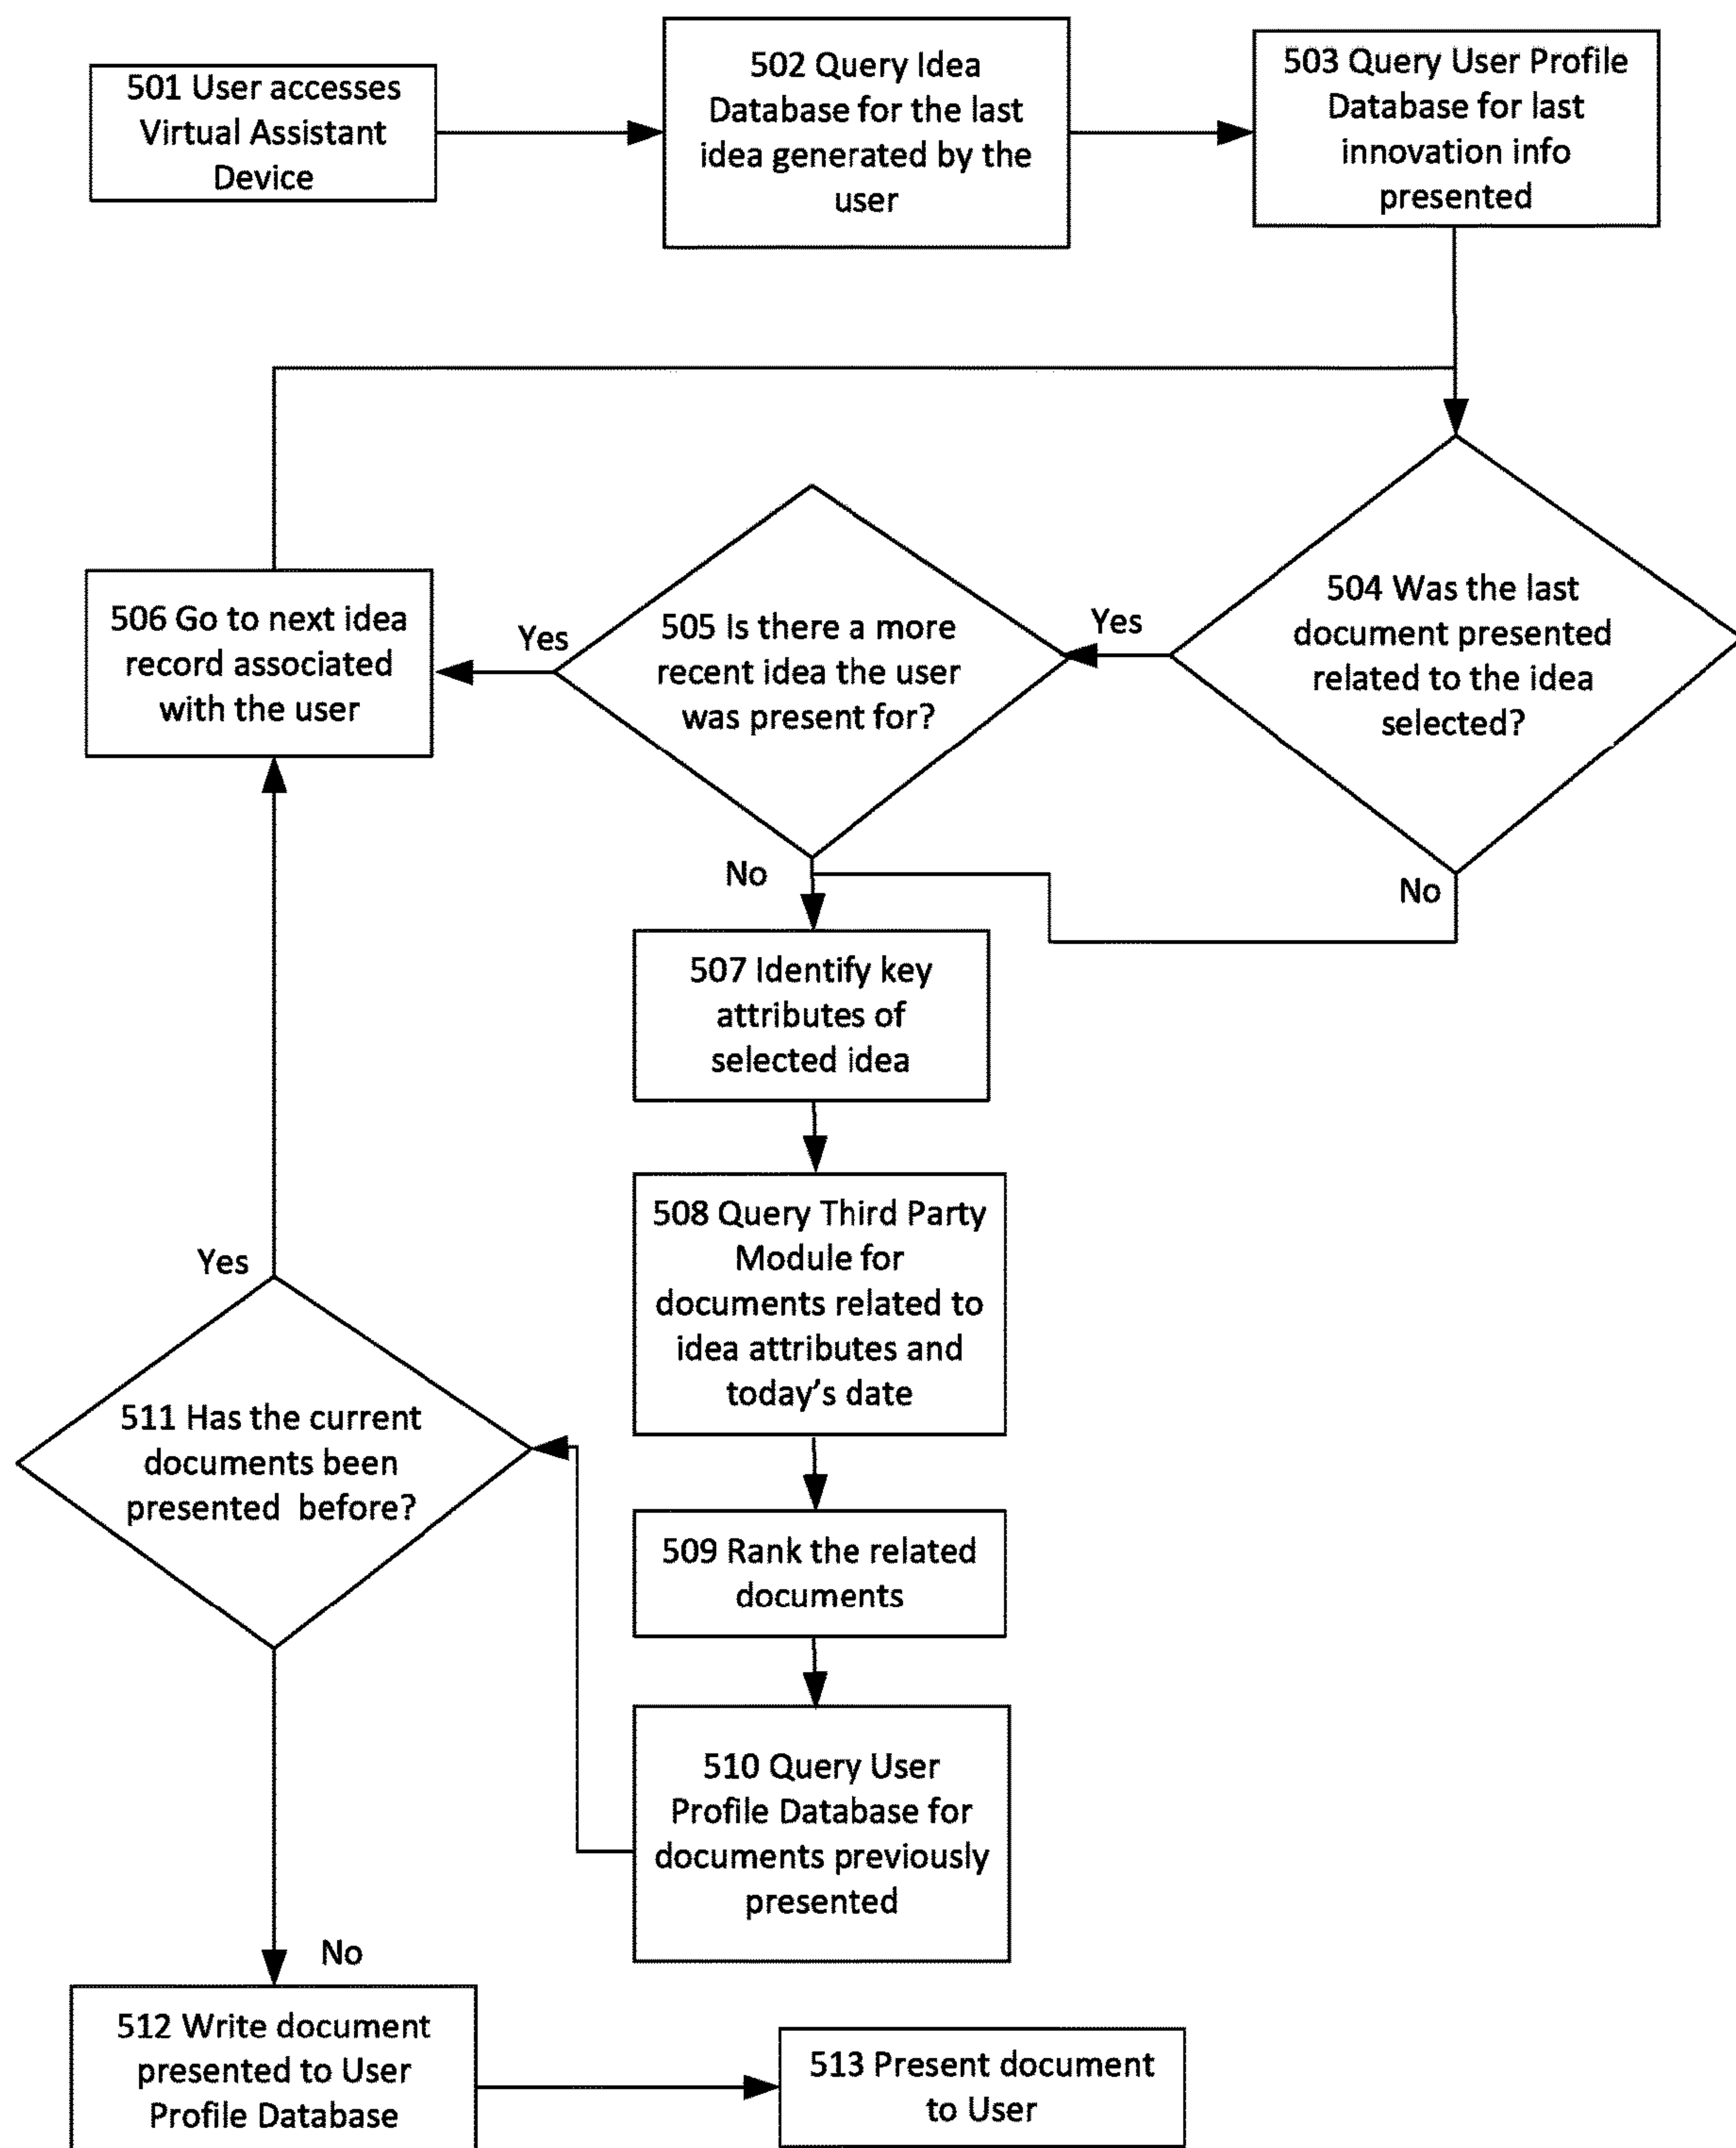 501 User accesses
Virtual Assistant
Device
502 Query Idea
Database for the last
idea generated by the
user
503 Query User Profile
Database for last
innovation info
presented
504 Was the last
document presented
related to the idea
selected?
Yes
No
505 Is there a more
recent idea the user
was present for?
Yes
No
506 Go to next idea
record associated
with the user
507 Identify key
attributes of
selected idea
508 Query Third Party
Module for
documents related to
idea attributes and
today's date
509 Rank the related
documents
510 Query User
Profile Database for
documents previously
presented
Yes
511 Has the current
documents been
presented before?
No
512 Write document
presented to User
Profile Database
513 Present document
to User